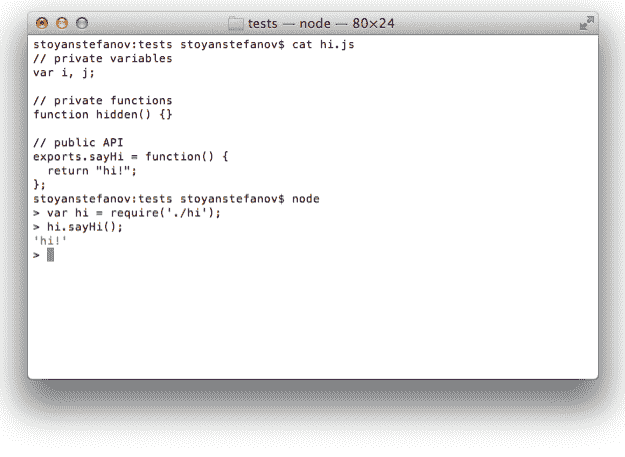 tests — node — 80×24
stoyanstefanov:tests stoyanstefanov$ cat hi.js
// private variables
var i, j;
// private functions
function hidden() {}
// public API
exports.sayHi = function() {
  return "hi!";
};
stoyanstefanov:tests stoyanstefanov$ node
> var hi = require('./hi');
> hi.sayHi();
'hi!'
>